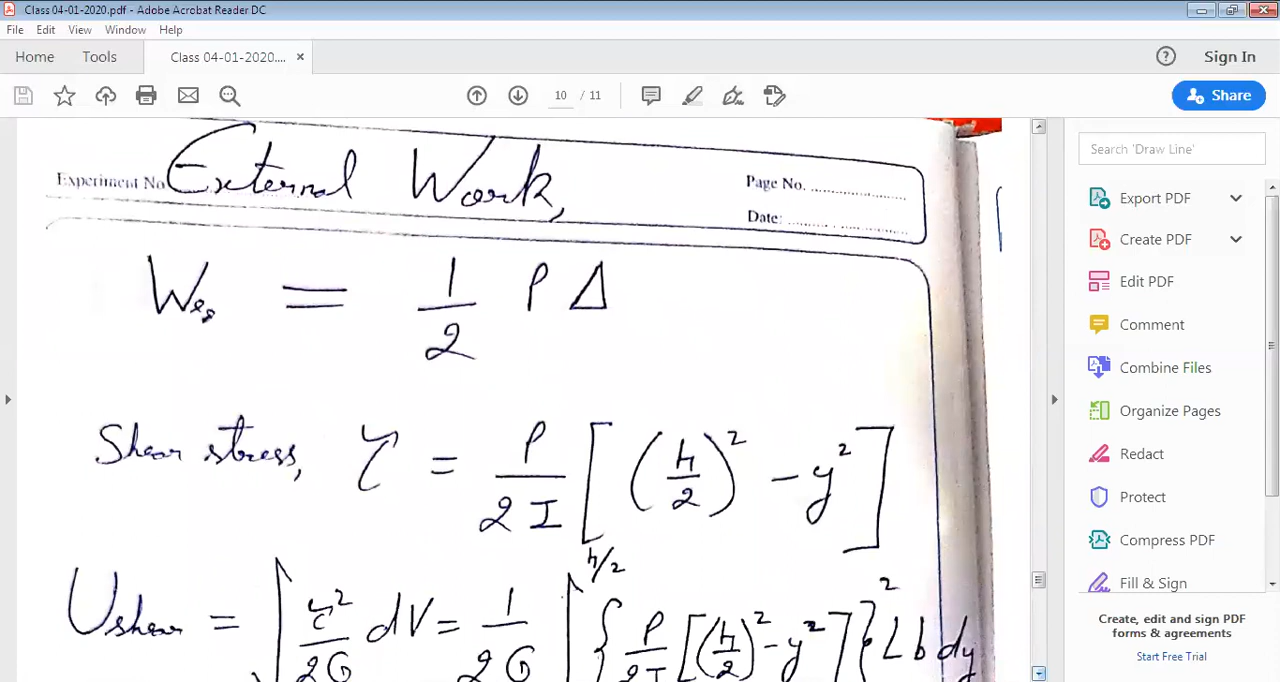 Class 04-01-2020.pdf - Adobe Acrobat Reader DC
File Edit View Window Help
Home Tools Class 04-01-2020.... × Sign In
10 / 11 Share
External Work,
Experiment No Page No. ....................
Date: ....................
We = 1/2 P Δ
Shear stress, τ = P/2I [(h/2)² - y²]
U shear = ∫ τ²/2G dV = 1/2G ∫ h/2 { P/2I [(h/2)² - y²] }² L b dy
Search 'Draw Line'
Export PDF
Create PDF
Edit PDF
Comment
Combine Files
Organize Pages
Redact
Protect
Compress PDF
Fill & Sign
Create, edit and sign PDF
forms & agreements
Start Free Trial